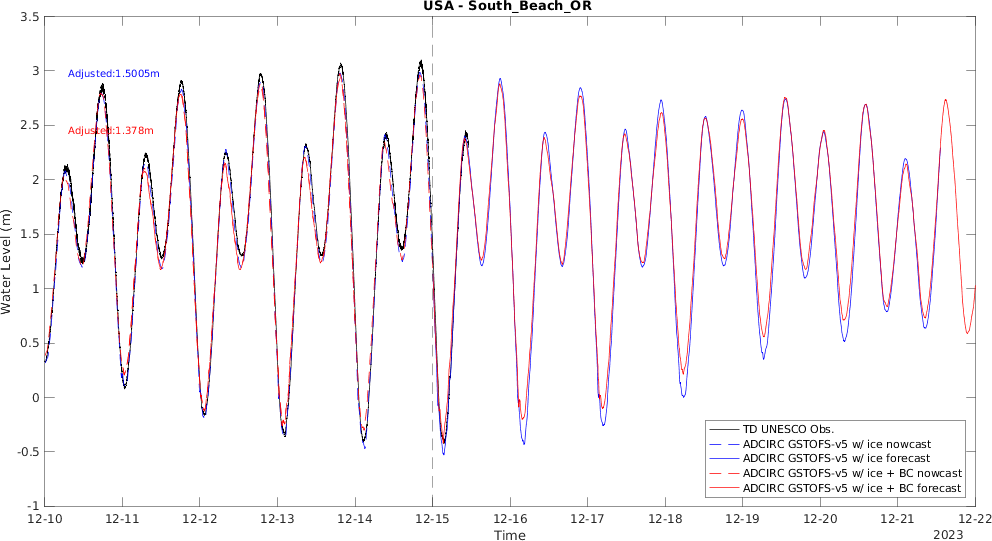 USA - South_Beach_OR
3.5
3
2.5
2
1.5
1
0.5
0
-0.5
-1
Water Level (m)
Adjusted:1.5005m
Adjusted:1.378m
TD UNESCO Obs.
ADCIRC GSTOFS-v5 w/ ice nowcast
ADCIRC GSTOFS-v5 w/ ice forecast
ADCIRC GSTOFS-v5 w/ ice + BC nowcast
ADCIRC GSTOFS-v5 w/ ice + BC forecast
12-10 12-11 12-12 12-13 12-14 12-15 12-16 12-17 12-18 12-19 12-20 12-21 12-22
Time
2023